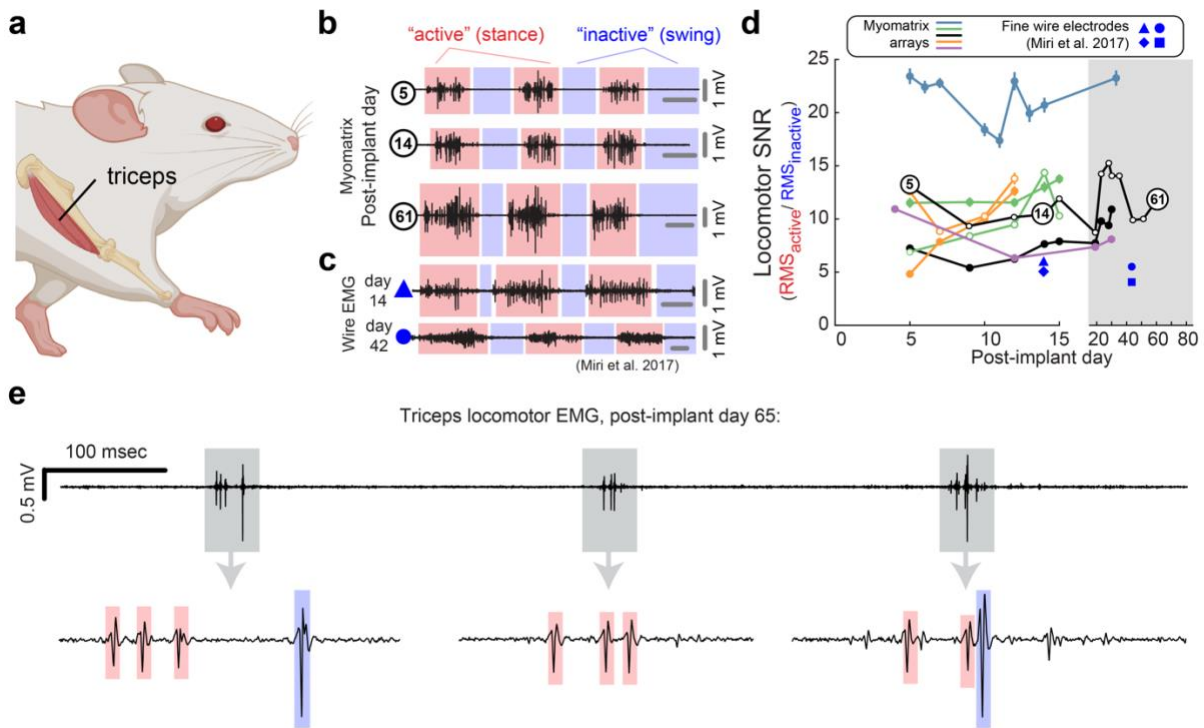 a
triceps
b
“active” (stance)
“inactive” (swing)
Myomatrix
Post-implant day
5
14
61
1 mV
1 mV
1 mV
c
Wire EMG
day
14
day
42
1 mV
1 mV
(Miri et al. 2017)
d
Myomatrix
arrays
Fine wire electrodes
(Miri et al. 2017)
Locomotor SNR
(RMSactive/ RMSinactive)
25
20
15
10
5
0
5
14
61
0
5
10
15
20
40
60
80
Post-implant day
e
Triceps locomotor EMG, post-implant day 65:
100 msec
0.5 mV